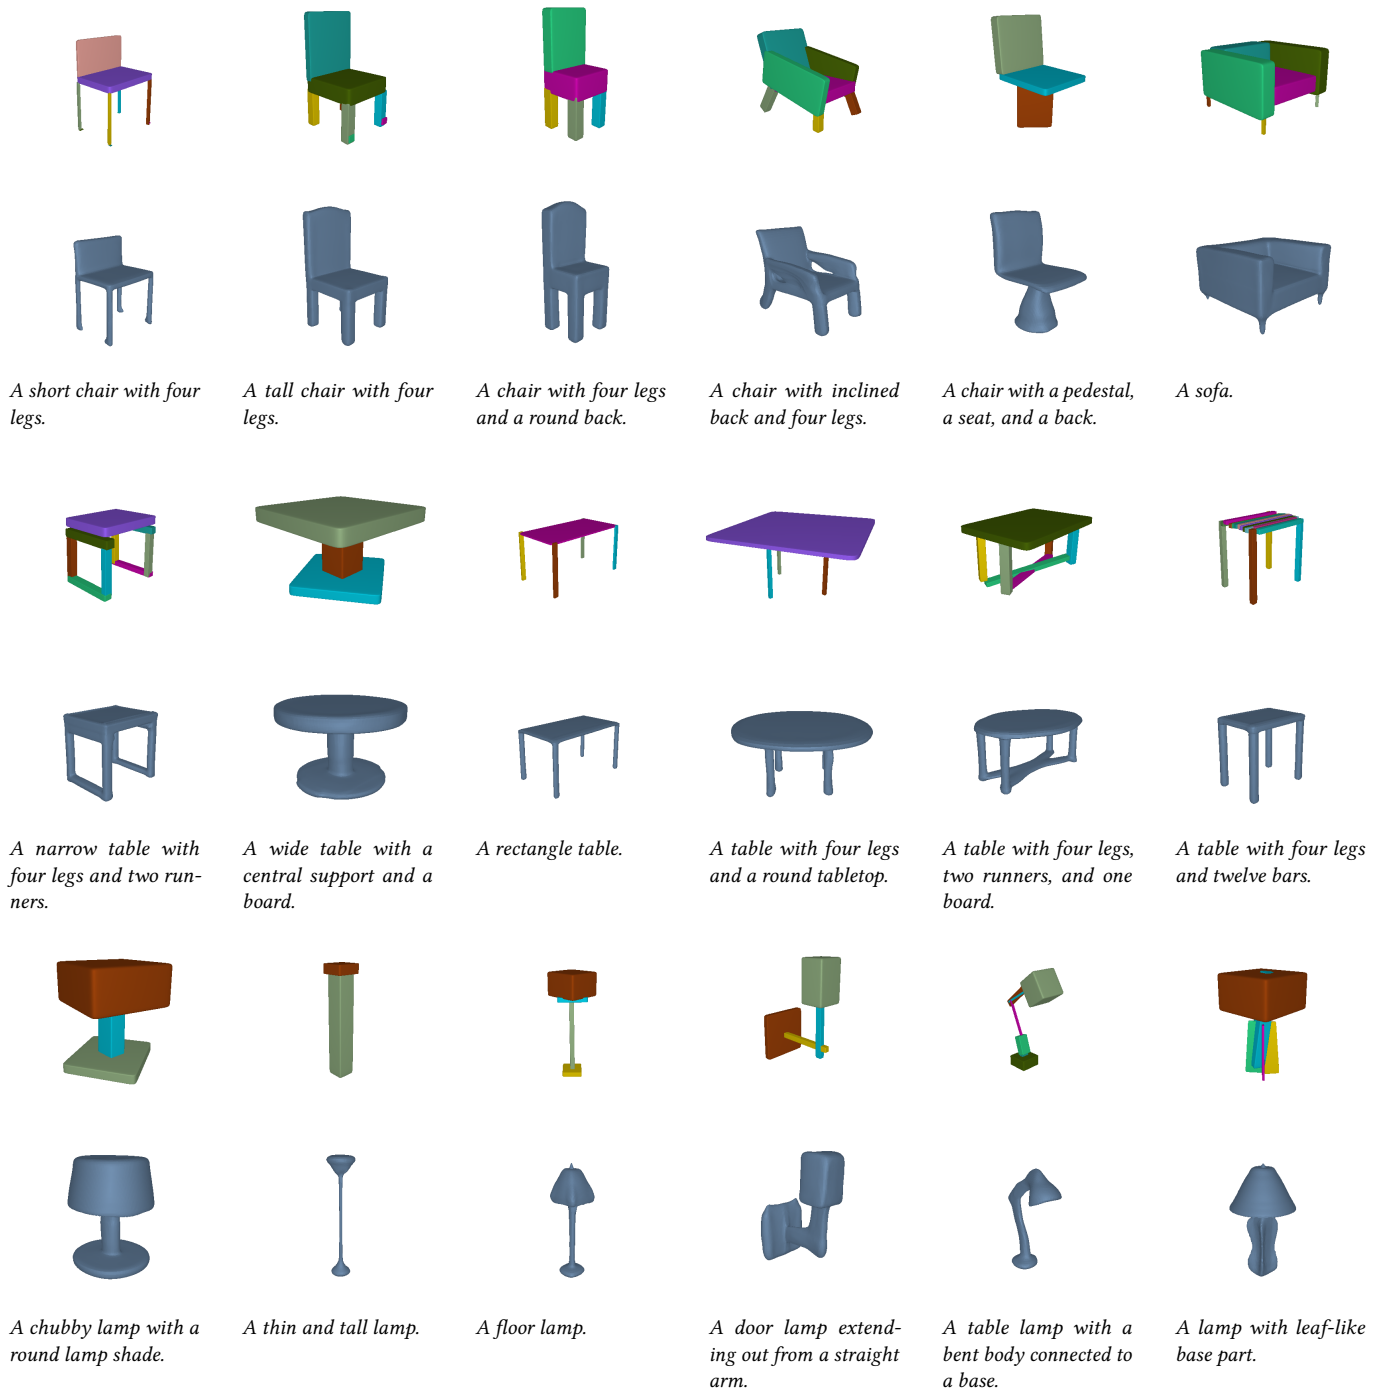 A short chair with four
legs.
A tall chair with four
legs.
A chair with four legs
and a round back.
A chair with inclined
back and four legs.
A chair with a pedestal,
a seat, and a back.
A sofa.
A narrow table with
four legs and two run-
ners.
A wide table with a
central support and a
board.
A rectangle table.
A table with four legs
and a round tabletop.
A table with four legs,
two runners, and one
board.
A table with four legs
and twelve bars.
A chubby lamp with a
round lamp shade.
A thin and tall lamp.
A floor lamp.
A door lamp extend-
ing out from a straight
arm.
A table lamp with a
bent body connected to
a base.
A lamp with leaf-like
base part.